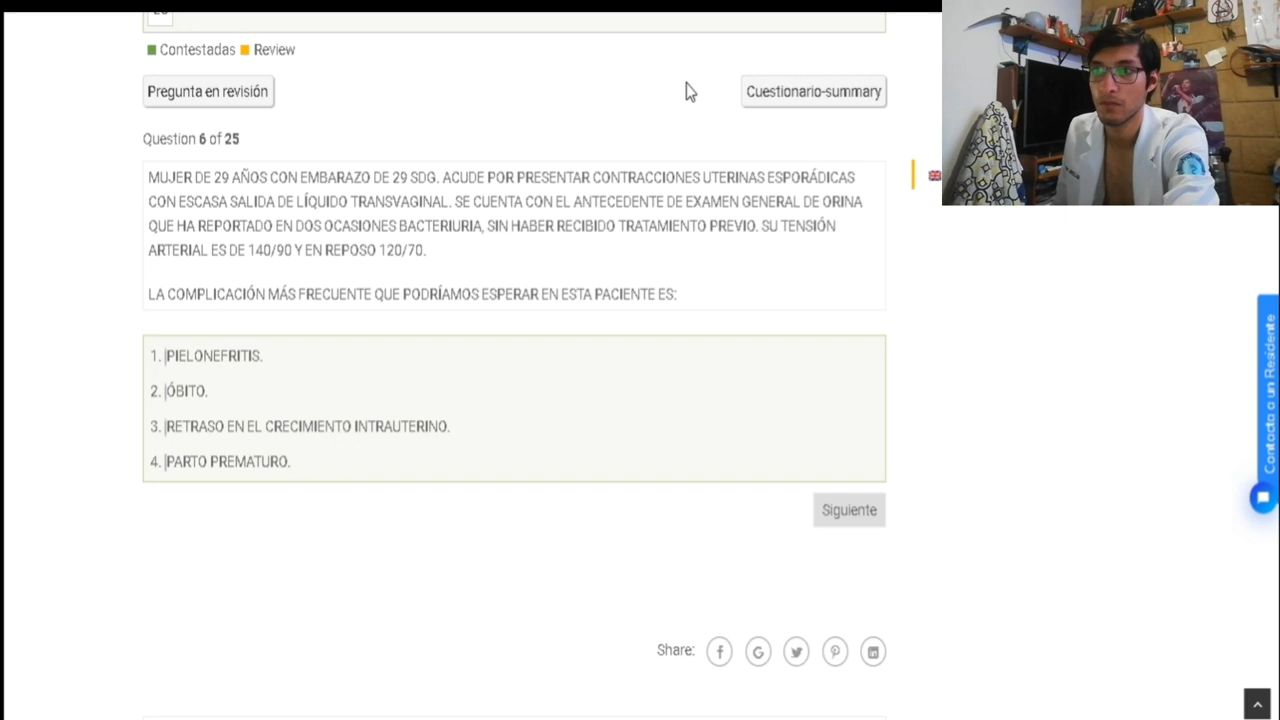 Contestadas Review
Pregunta en revisión
Cuestionario-summary
Question 6 of 25
MUJER DE 29 AÑOS CON EMBARAZO DE 29 SDG. ACUDE POR PRESENTAR CONTRACCIONES UTERINAS ESPORÁDICAS
CON ESCASA SALIDA DE LÍQUIDO TRANSVAGINAL. SE CUENTA CON EL ANTECEDENTE DE EXAMEN GENERAL DE ORINA
QUE HA REPORTADO EN DOS OCASIONES BACTERIURIA, SIN HABER RECIBIDO TRATAMIENTO PREVIO. SU TENSIÓN
ARTERIAL ES DE 140/90 Y EN REPOSO 120/70.
LA COMPLICACIÓN MÁS FRECUENTE QUE PODRÍAMOS ESPERAR EN ESTA PACIENTE ES:
1. PIELONEFRITIS.
2. ÓBITO.
3. RETRASO EN EL CRECIMIENTO INTRAUTERINO.
4. PARTO PREMATURO.
Siguiente
Contacta a un Residente
Share: